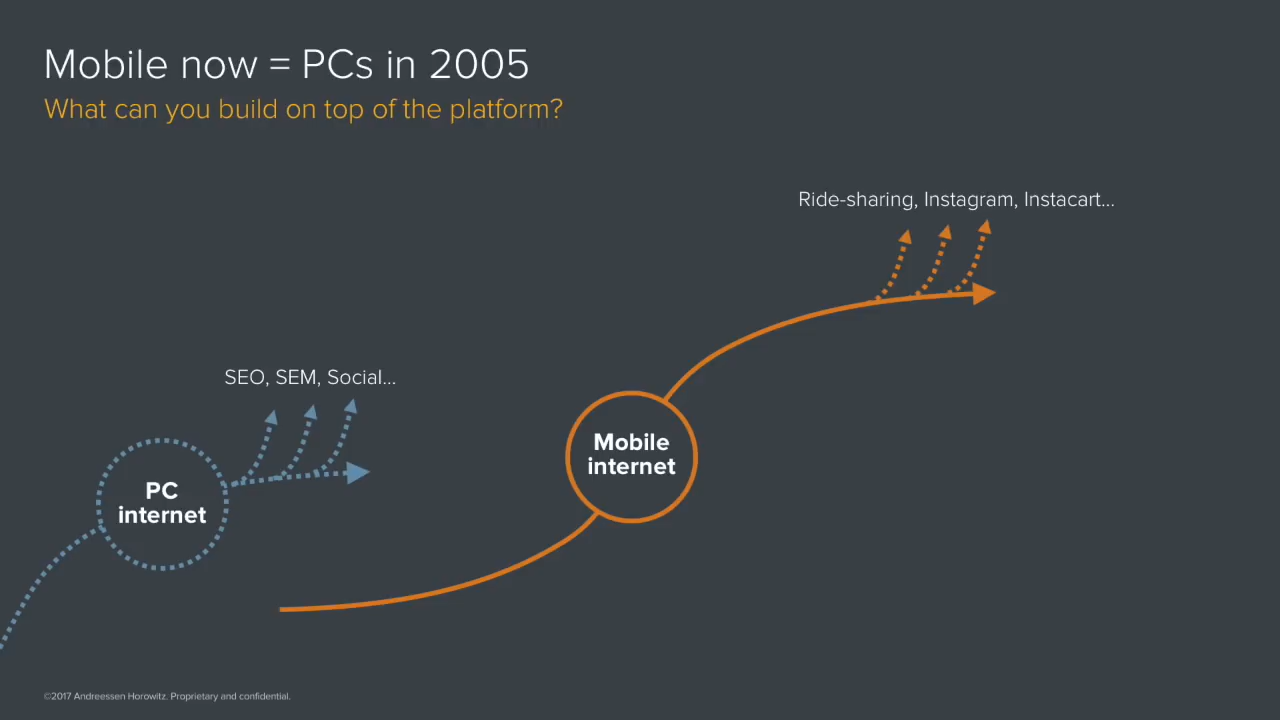 Mobile now = PCs in 2005
What can you build on top of the platform?
Ride-sharing, Instagram, Instacart...
SEO, SEM, Social...
Mobile
internet
PC
internet
©2017 Andreessen Horowitz. Proprietary and confidential.